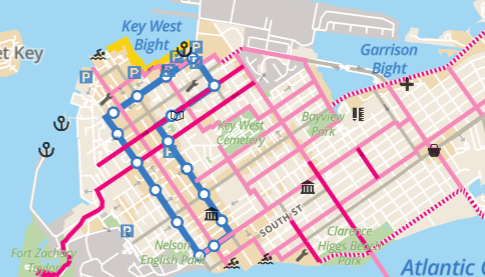 Key West
Bight
Garrison
Bight
et Key
P
P
P
P
P
P
Bayview
Park
Key West
Cemetery
P
SOUTH ST
P
Fort Zachary
Taylor
Nelson
English Park
Clarence
Higgs Beach
Park
Atlantic